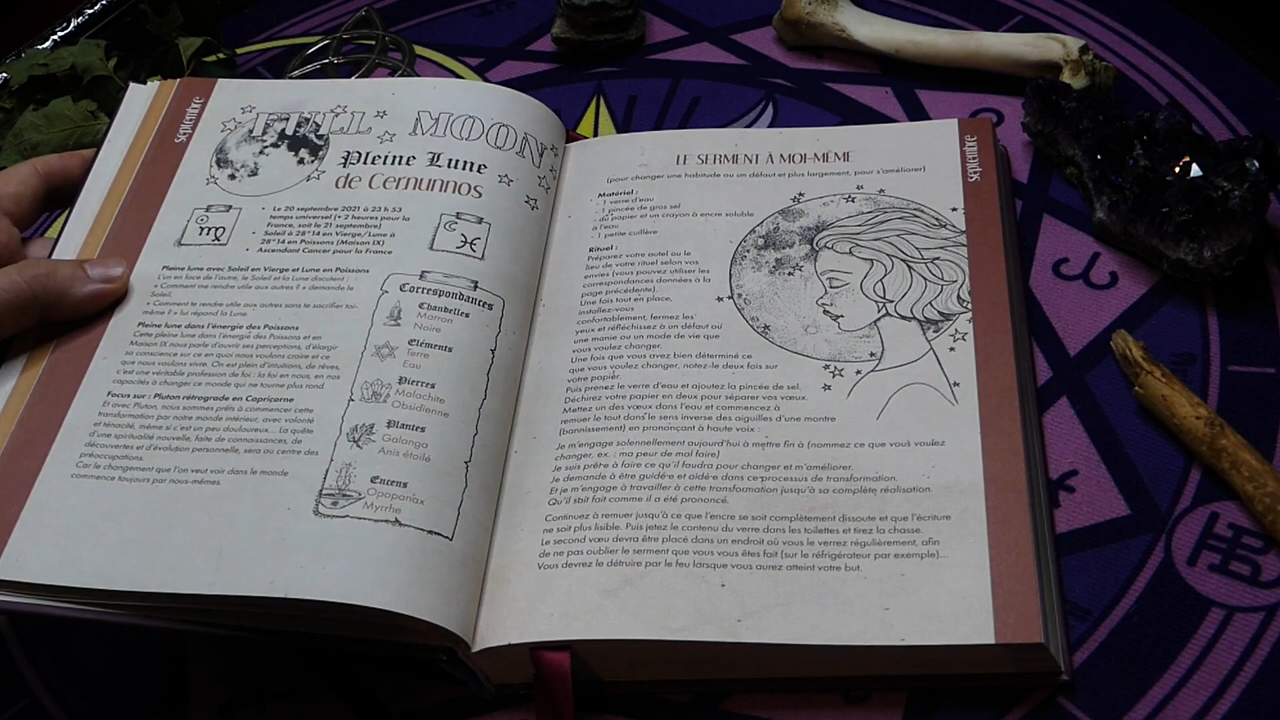 septembre
FULL MOON
Pleine Lune
de Cernunnos
• Le 20 septembre 2021 à 23 h 53
temps universel (+ 2 heures pour la
France, soit le 21 septembre)
• Soleil à 28°14 en Vierge/Lune à
28°14 en Poissons (Maison IX)
• Ascendant Cancer pour la France
Pleine lune avec Soleil en Vierge et Lune en Poissons
L'un en face de l'autre, le Soleil et la Lune discutent :
« Comment me rendre utile aux autres ? » demande le
Soleil.
« Comment te rendre utile aux autres sans te sacrifier toi-
même ? » lui répond la Lune.
Pleine lune dans l'énergie des Poissons
Cette pleine lune dans l'énergie des Poissons et en
Maison IX nous parle d'ouvrir ses perceptions, d'élargir
sa conscience sur ce en quoi nous voulons croire et ce
que nous voulons vivre. On est plein d'intuitions, de rêves,
c'est une véritable profession de foi : la foi en nous, en nos
capacités à changer ce monde qui ne tourne plus rond.
Focus sur : Pluton rétrograde en Capricorne
Et avec Pluton, nous sommes prêts à commencer cette
transformation par notre monde intérieur, avec volonté
et ténacité, même si c'est un peu douloureux... La quête
d'une spiritualité nouvelle, faite de connaissances, de
découvertes et d'évolution personnelle, sera au centre des
préoccupations.
Car le changement que l'on veut voir dans le monde
commence toujours par nous-mêmes.
Correspondances
Chandelles
Marron
Noire
Eléments
Terre
Eau
Pierres
Malachite
Obsidienne
Plantes
Galanga
Anis étoilé
Encens
Opopanax
Myrrhe
septembre
LE SERMENT À MOI-MÊME
(pour changer une habitude ou un défaut et plus largement, pour s'améliorer)
Matériel :
- 1 verre d'eau
- 1 pincée de gros sel
- du papier et un crayon à encre soluble
à l'eau
- 1 petite cuillère
Rituel :
Préparez votre autel ou le
lieu de votre rituel selon vos
envies (vous pouvez utiliser les
correspondances données à la
page précédente).
Une fois tout en place,
installez-vous
confortablement, fermez les
yeux et réfléchissez à un défaut ou
une manie ou un mode de vie que
vous voulez changer.
Une fois que vous avez bien déterminé ce
que vous voulez changer, notez-le deux fois sur
votre papier.
Puis prenez le verre d'eau et ajoutez la pincée de sel.
Déchirez votre papier en deux pour séparer vos vœux.
Mettez un des vœux dans l'eau et commencez à
remuer le tout dans le sens inverse des aiguilles d'une montre
(bannissement) en prononçant à haute voix :
Je m'engage solennellement aujourd'hui à mettre fin à (nommez ce que vous voulez
changer, ex. : ma peur de mal faire)
Je suis prête à faire ce qu'il faudra pour changer et m'améliorer.
Je demande à être guidé·e et aidé·e dans ce processus de transformation.
Et je m'engage à travailler à cette transformation jusqu'à sa complète réalisation.
Qu'il soit fait comme il a été prononcé.
Continuez à remuer jusqu'à ce que l'encre se soit complètement dissoute et que l'écriture
ne soit plus lisible. Puis jetez le contenu du verre dans les toilettes et tirez la chasse.
Le second vœu devra être placé dans un endroit où vous le verrez régulièrement, afin
de ne pas oublier le serment que vous vous êtes fait (sur le réfrigérateur par exemple)...
Vous devrez le détruire par le feu lorsque vous aurez atteint votre but.